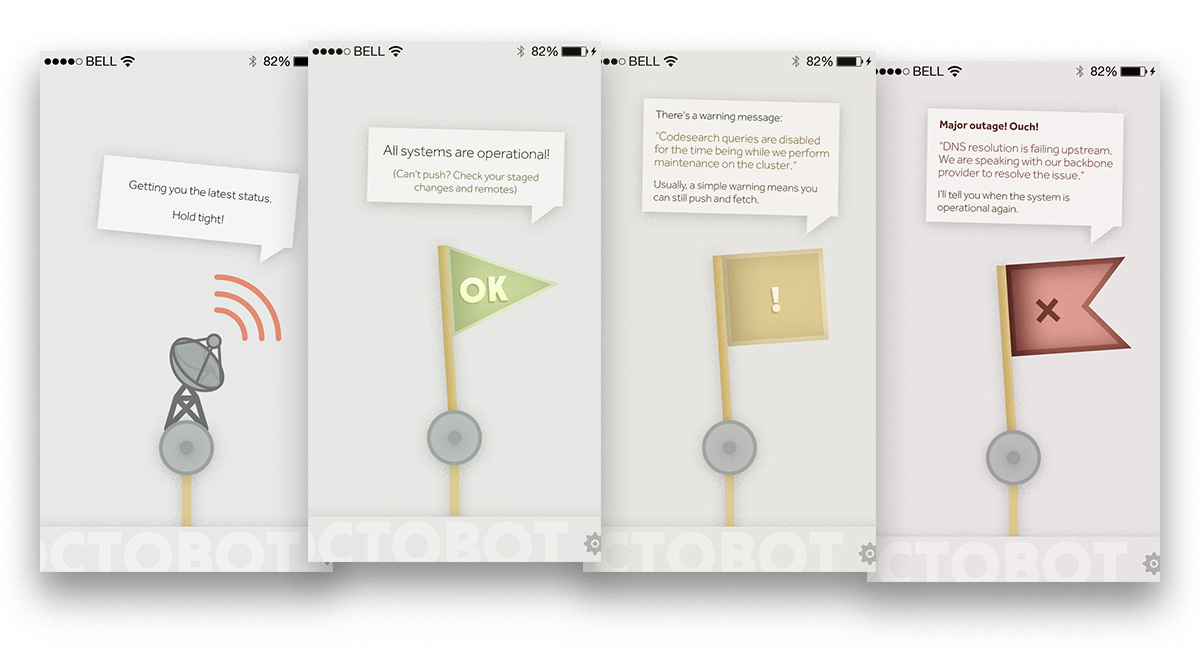 BELL 82%
Getting you the latest status.
Hold tight!
OCTOBOT
BELL 82%
All systems are operational!
(Can't push? Check your staged
changes and remotes)
OK
OCTOBOT
BELL 82%
There's a warning message:
"Codesearch queries are disabled
for the time being while we perform
maintenance on the cluster."
Usually, a simple warning means you
can still push and fetch.
!
OCTOBOT
BELL 82%
Major outage! Ouch!
"DNS resolution is failing upstream.
We are speaking with our backbone
provider to resolve the issue."
I'll tell you when the system is
operational again.
OCTOBOT